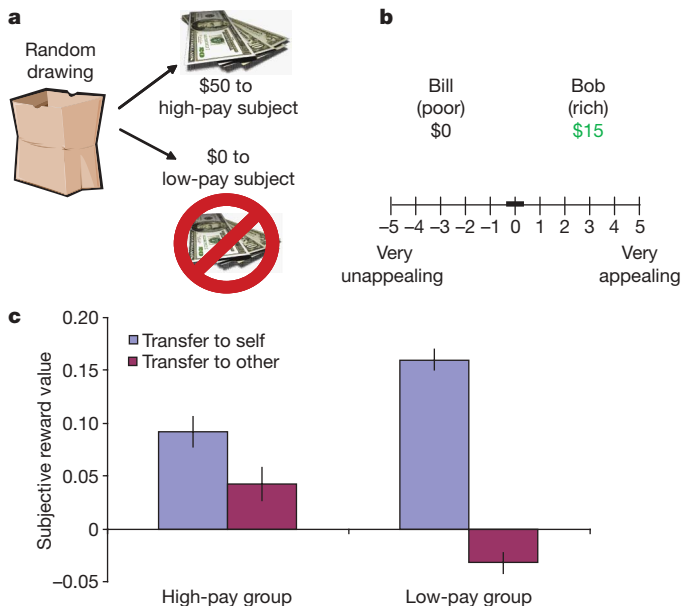 a
Random
drawing
$50 to
high-pay subject
$0 to
low-pay subject
b
Bill
(poor)
$0
Bob
(rich)
$15
–5 –4 –3 –2 –1 0 1 2 3 4 5
Very
unappealing
Very
appealing
c
Subjective reward value
0.20
0.15
0.10
0.05
0
–0.05
Transfer to self
Transfer to other
High-pay group
Low-pay group